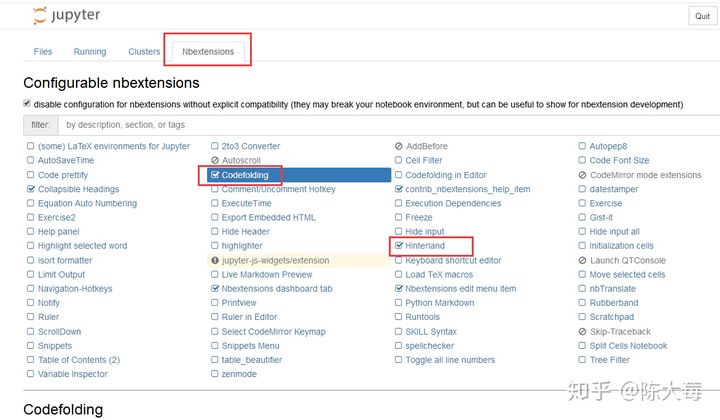 jupyter
Quit
Files Running Clusters Nbextensions
Configurable nbextensions
disable configuration for nbextensions without explicit compatibility (they may break your notebook environment, but can be useful to show for nbextension development)
filter: by description, section, or tags
(some) LaTeX environments for Jupyter 2to3 Converter AddBefore Autopep8
AutoSaveTime Autoscroll Cell Filter Code Font Size
Code prettify Codefolding Codefolding in Editor CodeMirror mode extensions
Collapsible Headings Comment/Uncomment Hotkey contrib_nbextensions_help_item datestamper
Equation Auto Numbering ExecuteTime Execution Dependencies Exercise
Exercise2 Export Embedded HTML Freeze Gist-it
Help panel Hide Header Hide input Hide input all
Highlight selected word highlighter Hinterland Initialization cells
isort formatter jupyter-js-widgets/extension Keyboard shortcut editor Launch QTConsole
Limit Output Live Markdown Preview Load TeX macros Move selected cells
Navigation-Hotkeys Nbextensions dashboard tab Nbextensions edit menu item nbTranslate
Notify Printview Python Markdown Rubberband
Ruler Ruler in Editor Runtools Scratchpad
ScrollDown Select CodeMirror Keymap SKILL Syntax Skip-Traceback
Snippets Snippets Menu spellchecker Split Cells Notebook
Table of Contents (2) table_beautifier Toggle all line numbers Tree Filter
Variable Inspector zenmode
Codefolding
知乎 @陈大莓